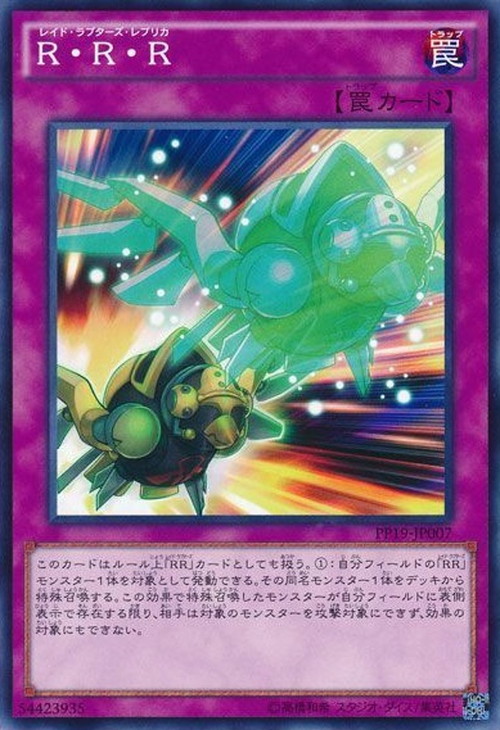 レイド・ラプターズ・レプリカ
R・R・R
トラップ
罠
トラップ
【罠カード】
PP19-JP007
このカードはルール上「RR」カードとしても扱う。①:自分フィールドの「RR」
モンスター1体を対象として発動できる。その同名モンスター1体をデッキから
特殊召喚する。この効果で特殊召喚したモンスターが自分フィールドに表側
表示で存在する限り、相手は対象のモンスターを攻撃対象にできず、効果の
対象にもできない。
54423935
©高橋和希 スタジオ・ダイス/集英社